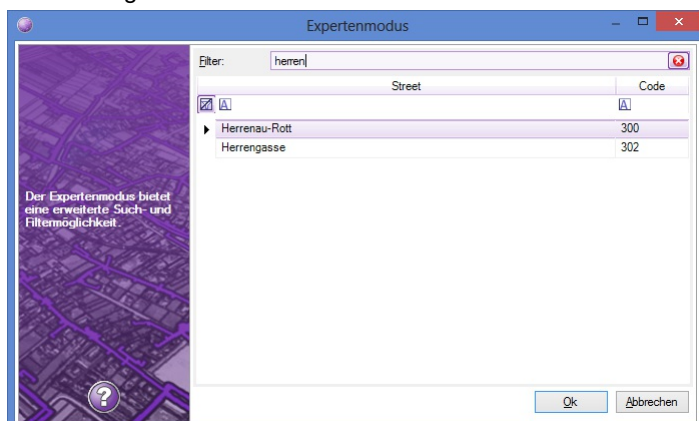 Expertenmodus
Filter: herren
Street Code
Herrenau-Rott 300
Herrengasse 302
Der Expertenmodus bietet
eine erweiterte Such- und
Filtermöglichkeit.
Ok Abbrechen